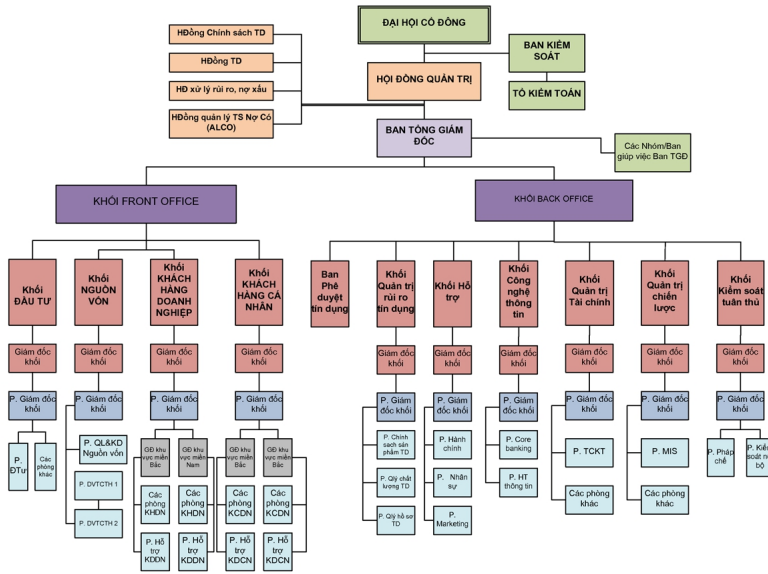 ĐẠI HỘI CỔ ĐÔNG
HĐồng Chính sách TD
HĐồng TD
HĐ xử lý rủi ro, nợ xấu
HĐồng quản lý TS Nợ Có
(ALCO)
HỘI ĐỒNG QUẢN TRỊ
BAN KIỂM
SOÁT
TỔ KIỂM TOÁN
BAN TỔNG GIÁM
ĐỐC
Các Nhóm/Ban
giúp việc Ban TGĐ
KHỐI FRONT OFFICE
KHỐI BACK OFFICE
Khối
ĐẦU TƯ
Khối
NGUỒN
VỐN
Khối
KHÁCH
HÀNG
DOANH
NGHIỆP
Khối
KHÁCH
HÀNG CÁ
NHÂN
Ban
Phê
duyệt
tín dụng
Khối
Quản trị
rủi ro
tín dụng
Khối Hỗ
trợ
Khối
Công
nghệ
thông
tin
Khối
Quản trị
Tài chính
Khối
Quản trị
chiến
lược
Khối
Kiểm soát
tuân thủ
Giám đốc
khối
Giám đốc
khối
Giám đốc
khối
Giám đốc
khối
Giám đốc
khối
Giám đốc
khối
Giám đốc
khối
Giám đốc
khối
Giám đốc
khối
Giám đốc
khối
P. Giám đốc
khối
P. Giám đốc
khối
P. Giám đốc
khối
P. Giám đốc
khối
P. Giám
đốc khối
P. Giám
đốc khối
P. Giám
đốc khối
P. Giám đốc
khối
P. Giám đốc
khối
P. Giám đốc
khối
P.
ĐTư
Các
phòng
khác
P. QL&KD
Nguồn vốn
P. DVTCTH 1
P. DVTCTH 2
GĐ khu
vực miền
Bắc
GĐ khu
vực miền
Nam
GĐ khu
vực miền
Bắc
GĐ khu
vực miền
Bắc
Các
phòng
KHDN
Các
phòng
KHDN
Các
phòng
KCDN
Các
phòng
KCDN
P. Hỗ
trợ
KDDN
P. Hỗ
trợ
KDDN
P. Hỗ
trợ
KDCN
P. Hỗ
trợ
KDCN
P. Chính
sach sản
phẩm TD
P. Qlý chất
lượng TD
P. Qlý hồ sơ
TD
P. Hành
chính
P. Nhân
sự
P.
Marketing
P. Core
banking
P. HT
thông tin
P. TCKT
Các phòng
khác
P. MIS
Các phòng
khác
P. Pháp
chế
P. Kiểm
soát nội
bộ